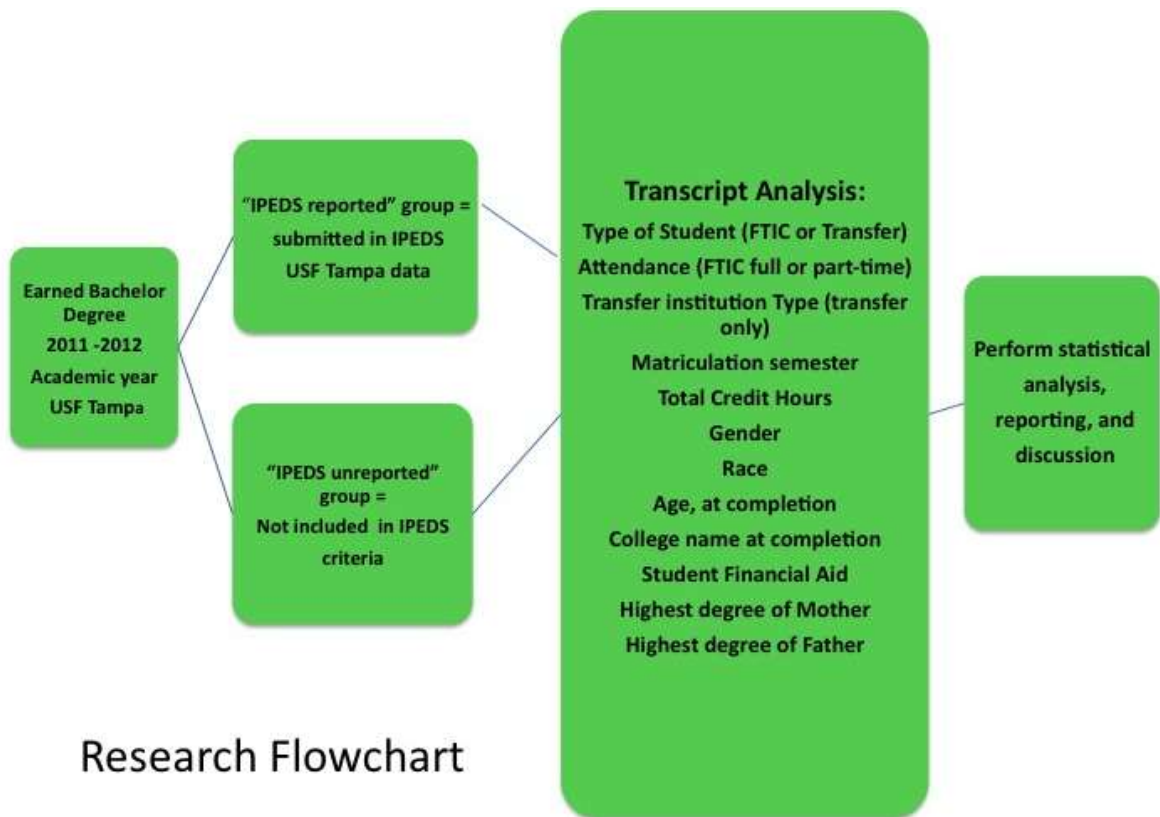 Earned Bachelor
Degree
2011 -2012
Academic year
USF Tampa
"IPEDS reported" group =
submitted in IPEDS
USF Tampa data
"IPEDS unreported"
group =
Not included  in IPEDS
criteria
Transcript Analysis:
Type of Student (FTIC or Transfer)
Attendance (FTIC full or part-time)
Transfer institution Type (transfer
only)
Matriculation semester
Total Credit Hours
Gender
Race
Age, at completion
College name at completion
Student Financial Aid
Highest degree of Mother
Highest degree of Father
Perform statistical
analysis,
reporting, and
discussion
Research Flowchart